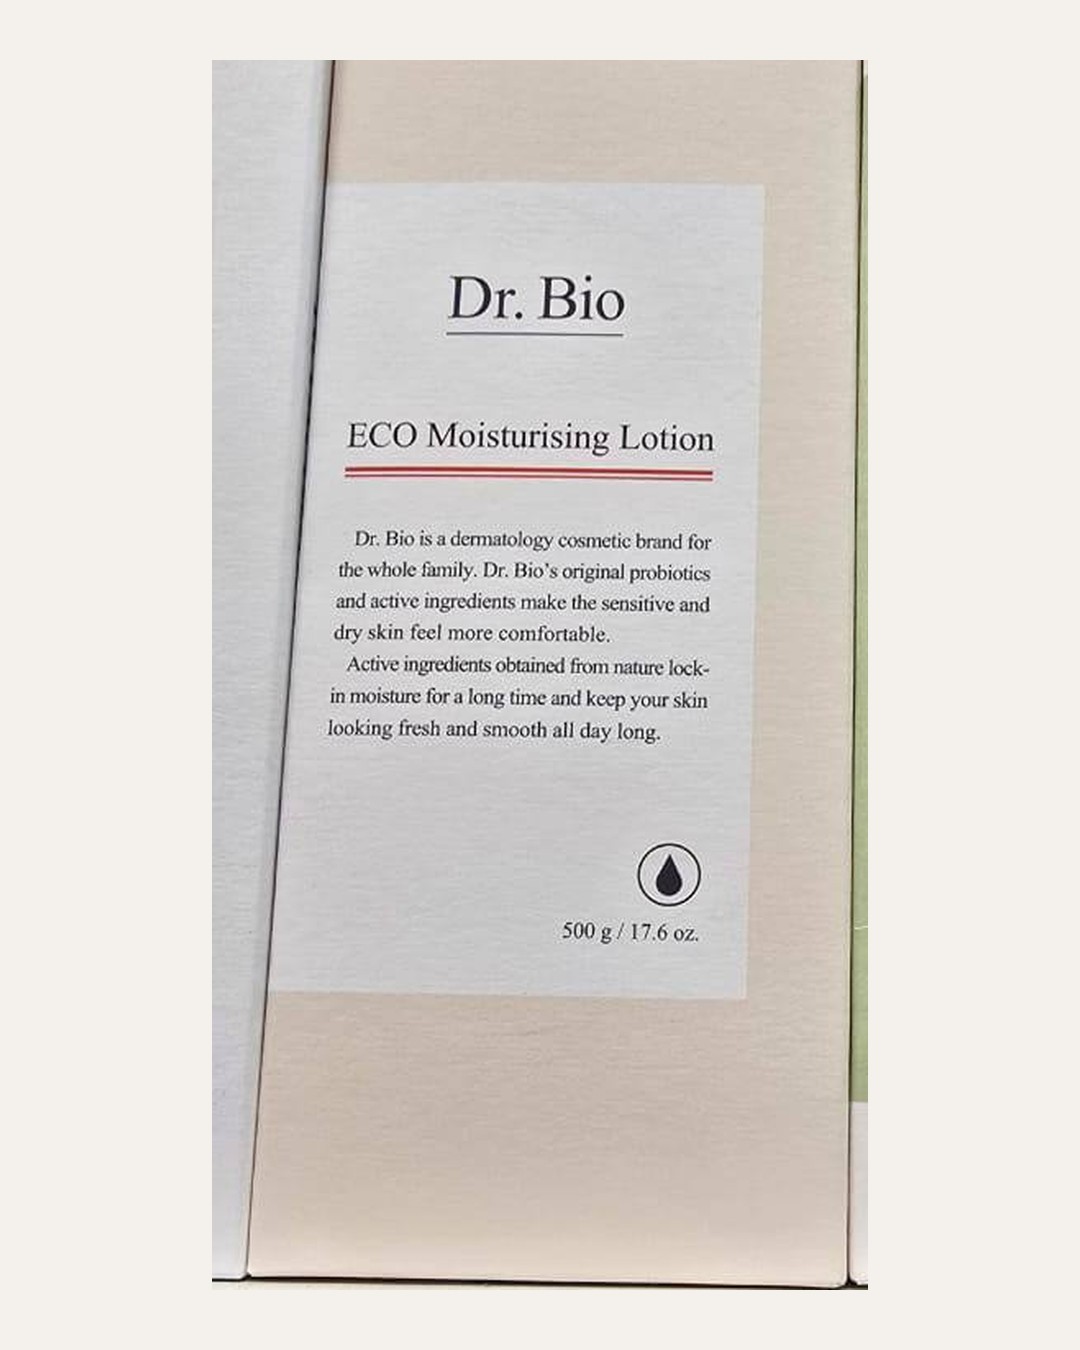 Dr. Bio
ECO Moisturising Lotion
Dr. Bio is a dermatology cosmetic brand for
the whole family. Dr. Bio's original probiotics
and active ingredients make the sensitive and
dry skin feel more comfortable.
Active ingredients obtained from nature lock-
in moisture for a long time and keep your skin
looking fresh and smooth all day long.
500 g / 17.6 oz.